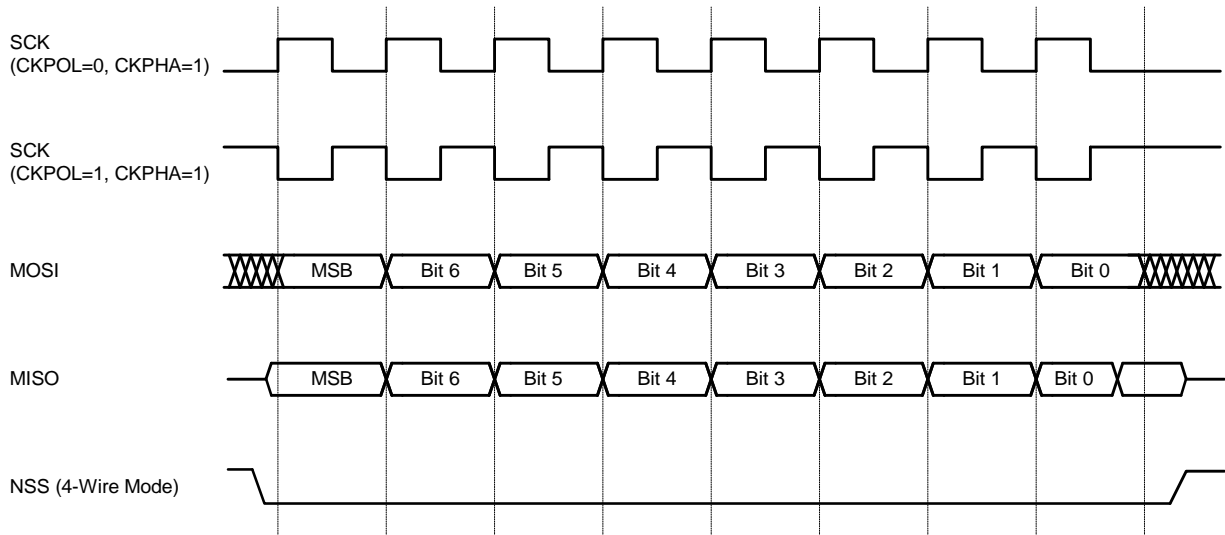 SCK
(CKPOL=0, CKPHA=1)
SCK
(CKPOL=1, CKPHA=1)
MOSI
MSB Bit 6 Bit 5 Bit 4 Bit 3 Bit 2 Bit 1 Bit 0
MISO
MSB Bit 6 Bit 5 Bit 4 Bit 3 Bit 2 Bit 1 Bit 0
NSS (4-Wire Mode)